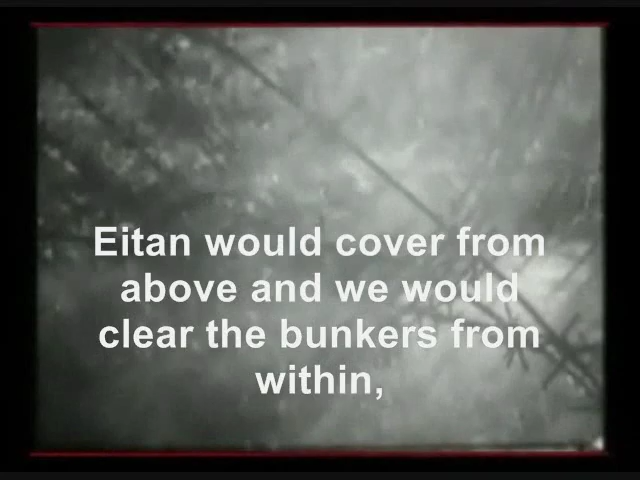 Eitan would cover from
above and we would
clear the bunkers from
within,